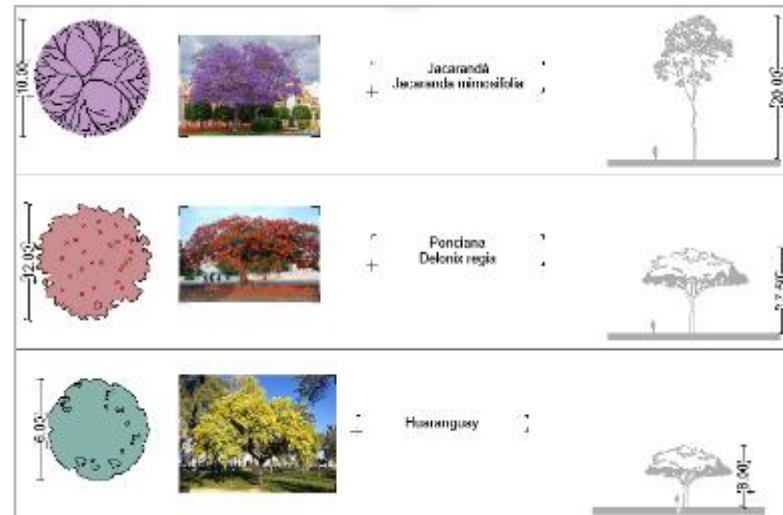 10.00
Jacarandá
Jacaranda mimosifolia
20.00
12.00
Ponciana
Delonix regia
6.00
Huaranguay
8.00